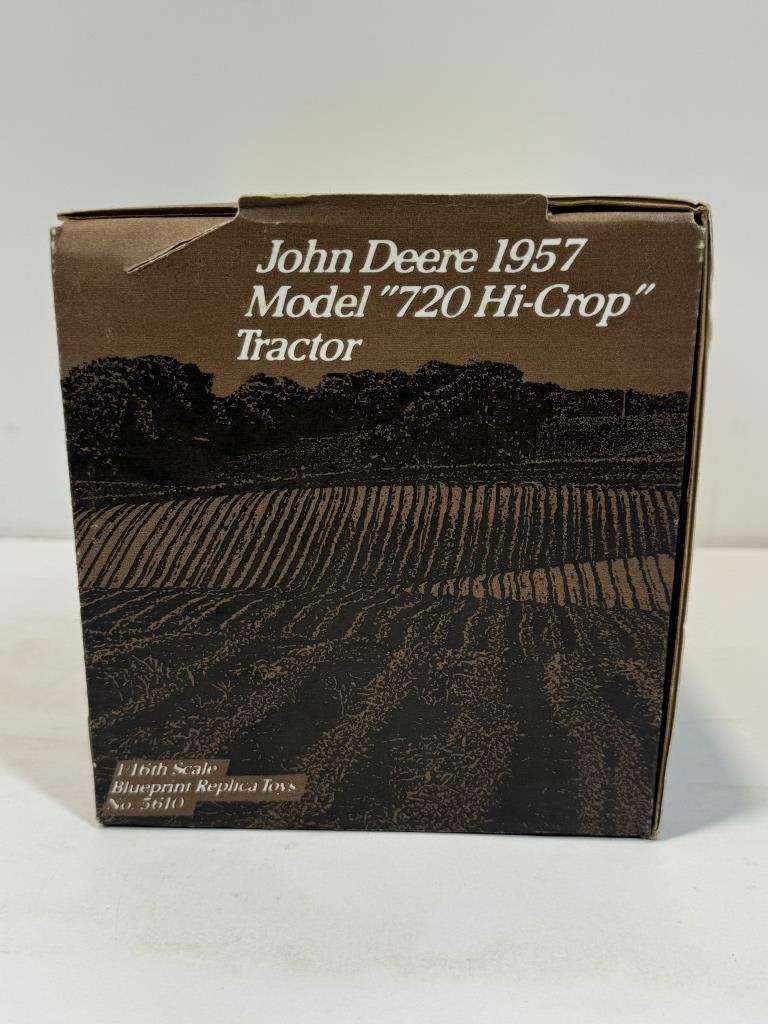 John Deere 1957
Model "720 Hi-Crop"
Tractor
1/16th Scale
Blueprint Replica Toys
No. 5610